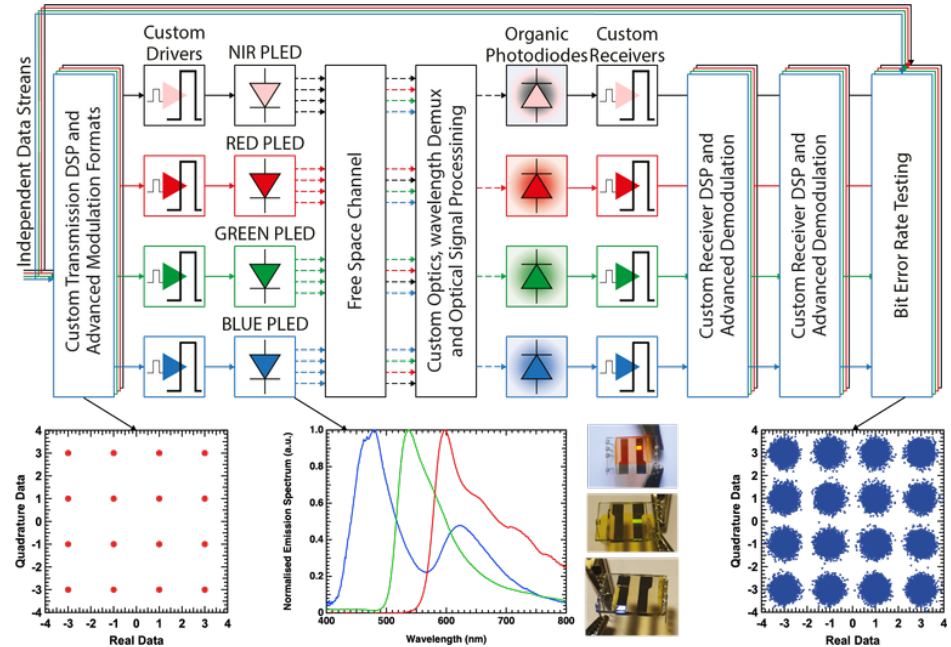 Custom
Drivers
NIR PLED
Organic
Photodiodes
Custom
Receivers
Independent Data Streans
Custom Transmission DSP and
Advanced Modulation Formats
RED PLED
GREEN PLED
BLUE PLED
Free Space Channel
Custom Optics, wavelength Demux
and Optical Signal Processining
Custom Receiver DSP and
Advanced Demodulation
Custom Receiver DSP and
Advanced Demodulation
Bit Error Rate Testing
Quadrature Data
4
3
2
1
0
-1
-2
-3
-4
-4 -3 -2 -1 0 1 2 3 4
Real Data
Normalised Emission Spectrum (a.u.)
1.0
0.8
0.6
0.4
0.2
0
400 450 500 550 600 650 700 750 800
Wavelength (nm)
Quadrature Data
4
3
2
1
0
-1
-2
-3
-4
-4 -3 -2 -1 0 1 2 3 4
Real Data